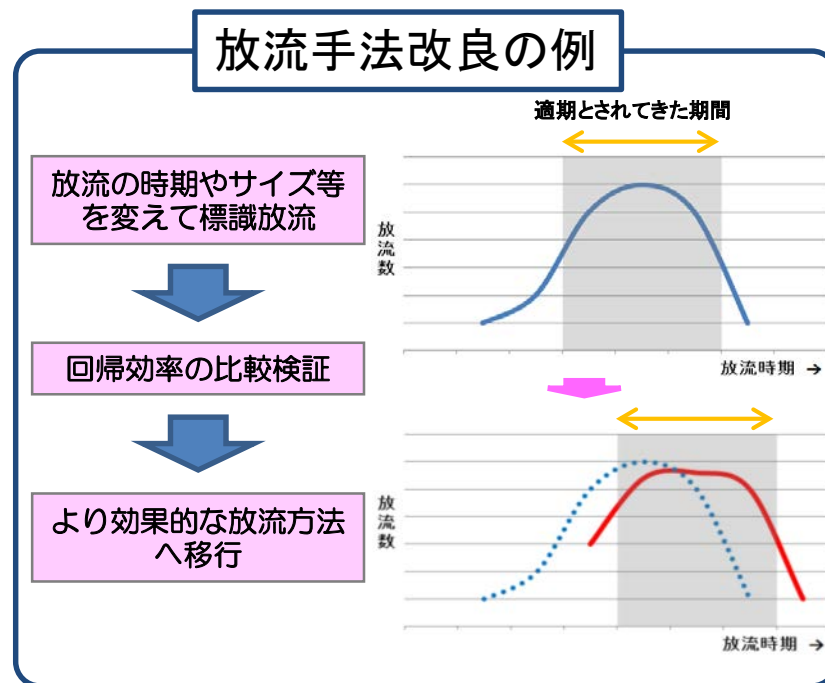 放流手法改良の例
放流の時期やサイズ等
を変えて標識放流
回帰効率の比較検証
より効果的な放流方法
へ移行
適期とされてきた期間
放流数
放流時期 →
放流数
放流時期 →